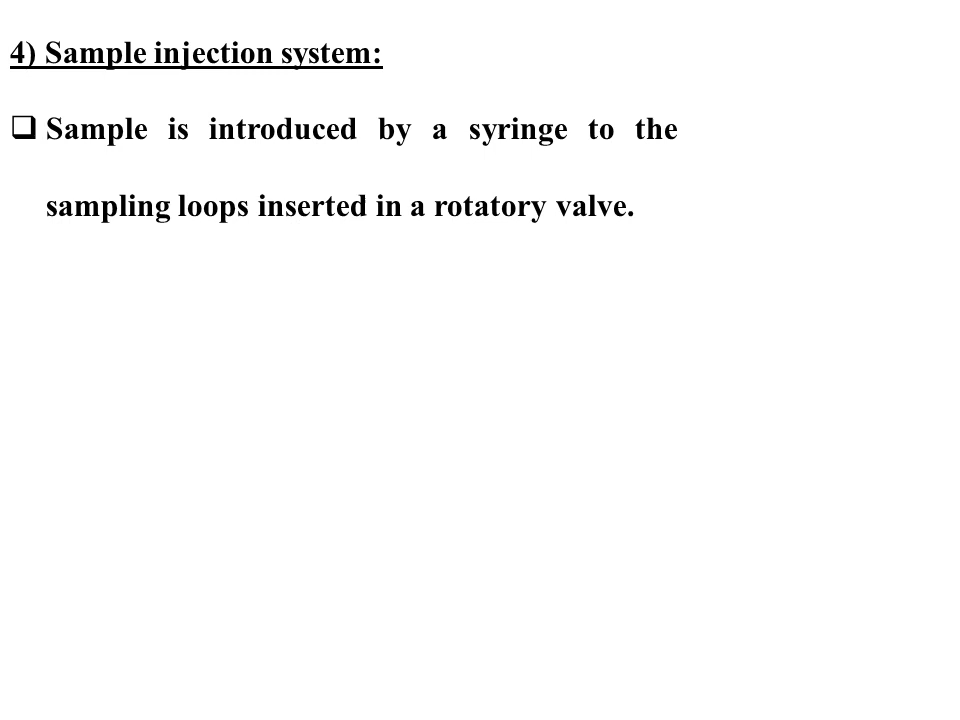 4) Sample injection system:
❑ Sample is introduced by a syringe to the
sampling loops inserted in a rotatory valve.